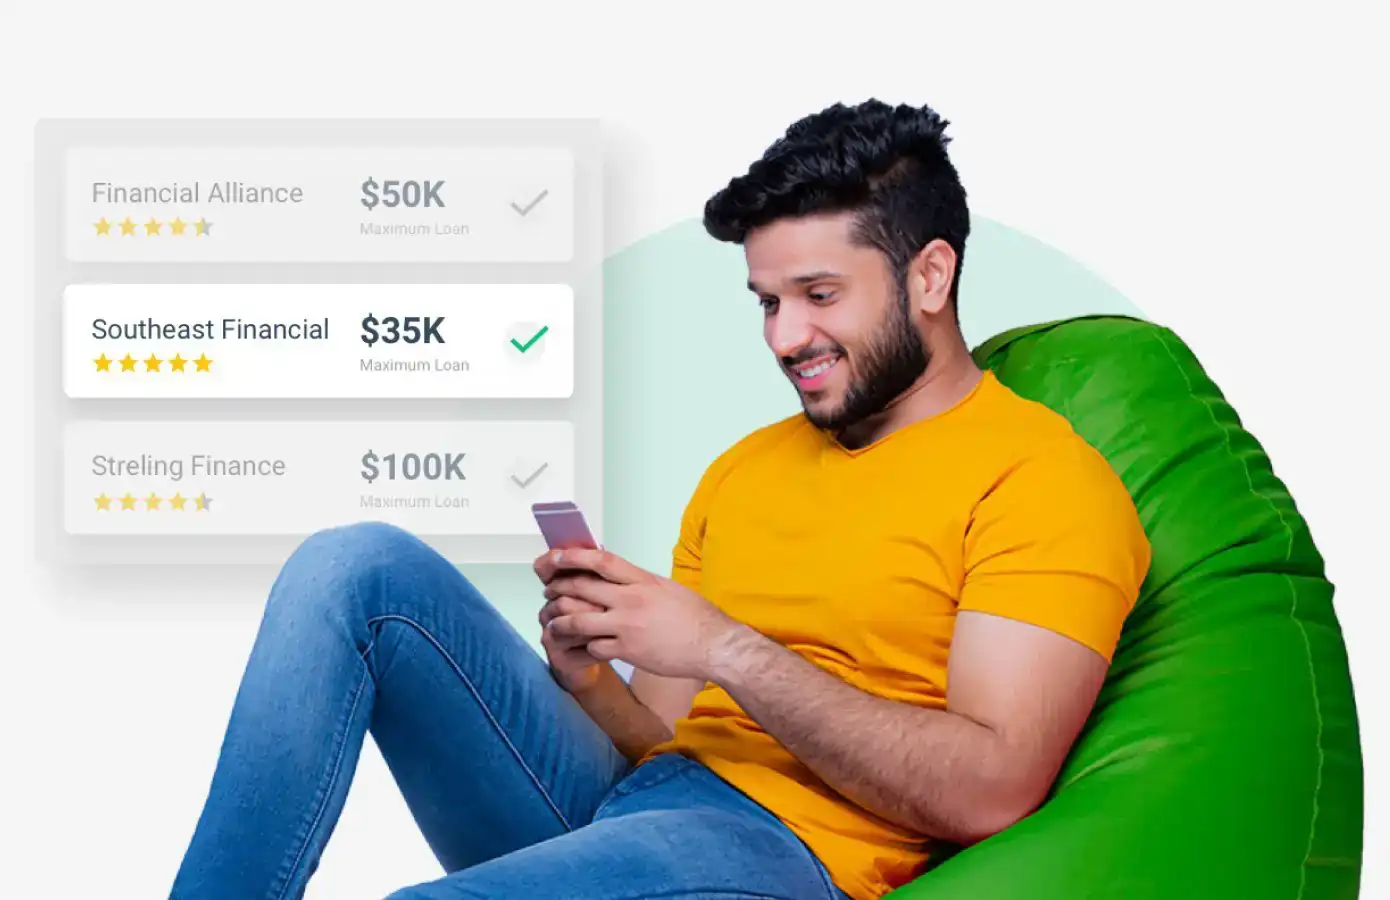 Financial Alliance
$50K
Maximum Loan
Southeast Financial
$35K
Maximum Loan
Streling Finance
$100K
Maximum Loan